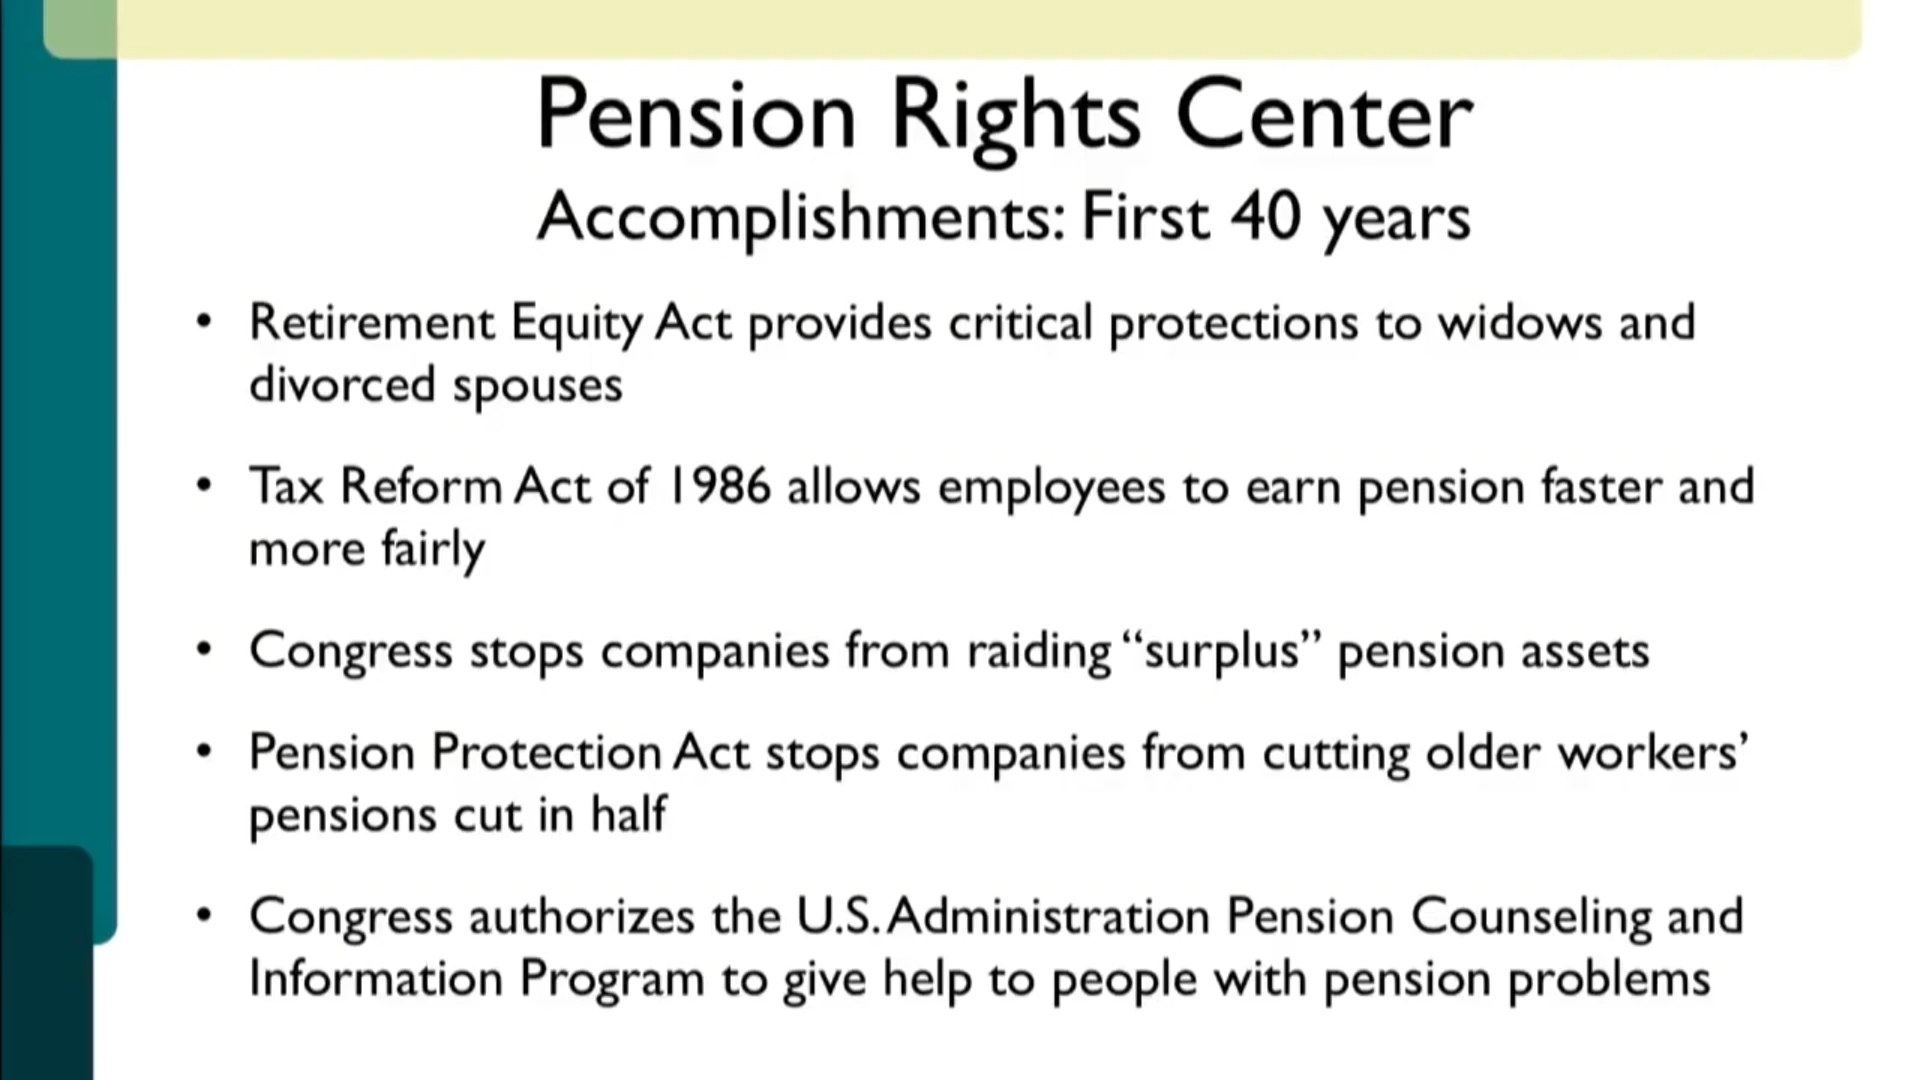 Pension Rights Center
Accomplishments: First 40 years
• Retirement Equity Act provides critical protections to widows and
divorced spouses
• Tax Reform Act of 1986 allows employees to earn pension faster and
more fairly
• Congress stops companies from raiding “surplus” pension assets
• Pension Protection Act stops companies from cutting older workers’
pensions cut in half
• Congress authorizes the U.S. Administration Pension Counseling and
Information Program to give help to people with pension problems